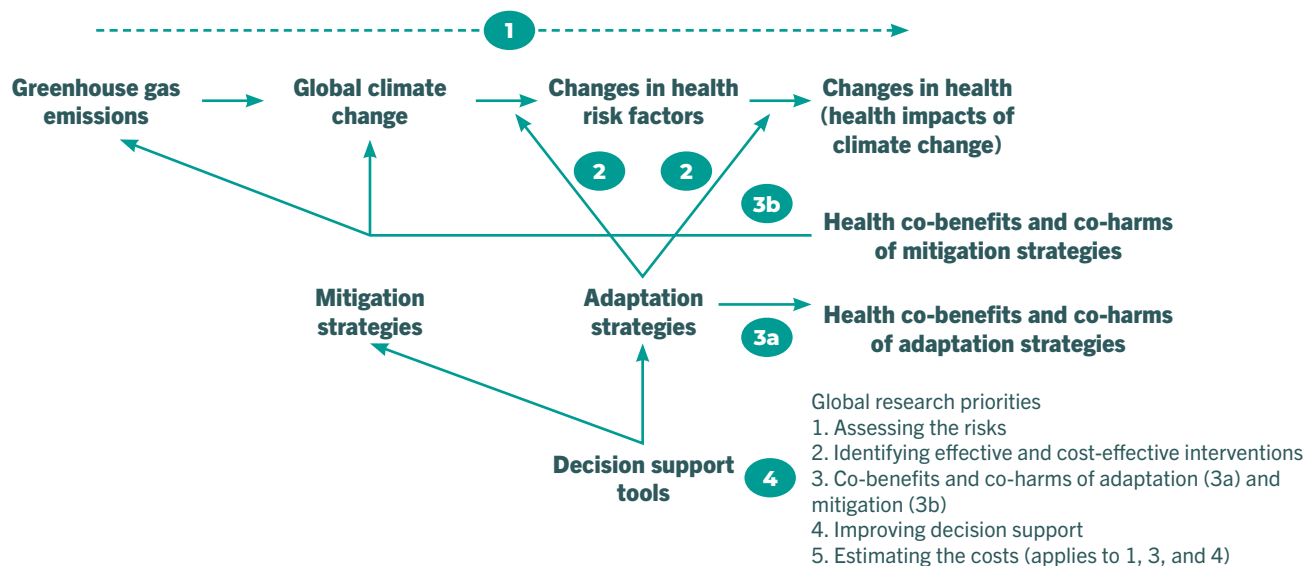 1
Greenhouse gas
emissions
Global climate
change
Changes in health
risk factors
Changes in health
(health impacts of
climate change)
2
2
3b
Health co-benefits and co-harms
of mitigation strategies
Mitigation
strategies
Adaptation
strategies
3a
Health co-benefits and co-harms
of adaptation strategies
Decision support
tools
4
Global research priorities
1. Assessing the risks
2. Identifying effective and cost-effective interventions
3. Co-benefits and co-harms of adaptation (3a) and
mitigation (3b)
4. Improving decision support
5. Estimating the costs (applies to 1, 3, and 4)